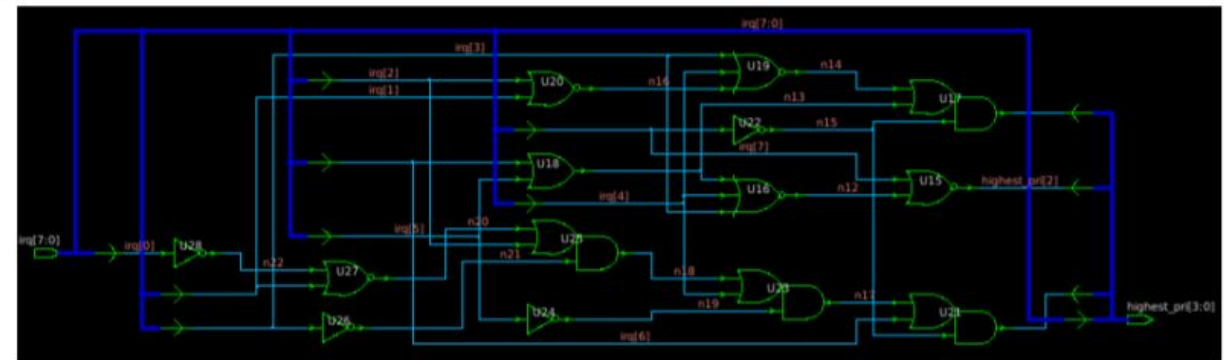 irq[7:0]
irq[3]
U19
n14
irq[2]
U20
n16
irq[1]
n13
U17
U22
n15
irq[7]
U18
U16
U15
highest_pri[2]
n12
irq[4]
irq[7:0]
irq[0]
U28
irq[5]
n20
n21
n22
U27
n18
U23
n19
n17
U24
U26
U21
irq[6]
highest_pri[3:0]